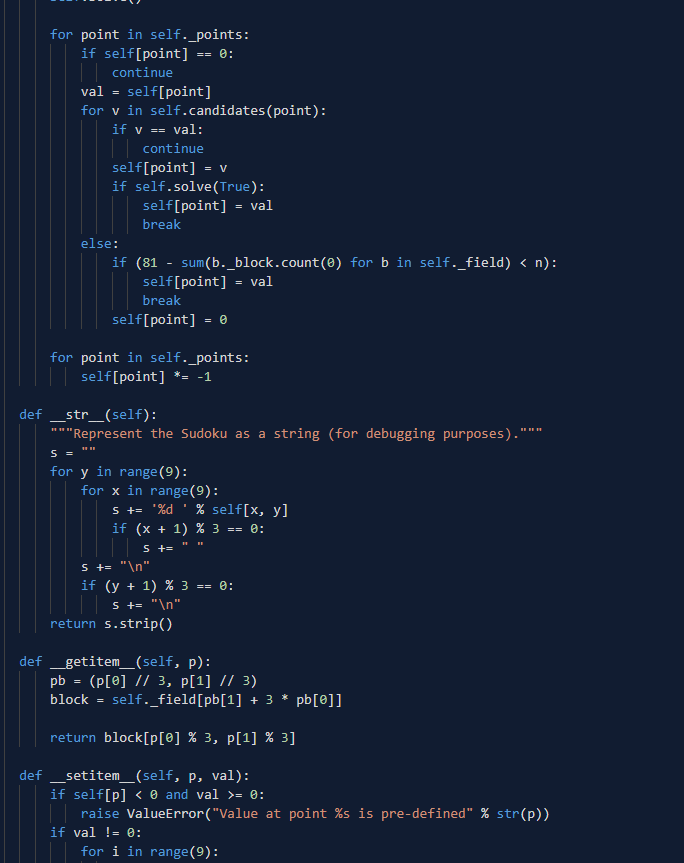 for point in self._points:
if self[point] == 0:
continue
val = self[point]
for v in self.candidates(point):
if v == val:
continue
self[point] = v
if self.solve(True):
self[point] = val
break
else:
if (81 - sum(b._block.count(0) for b in self._field) < n):
self[point] = val
break
self[point] = 0
for point in self._points:
self[point] *= -1
def __str__(self):
"""Represent the Sudoku as a string (for debugging purposes)."""
s = ""
for y in range(9):
for x in range(9):
s += '%d ' % self[x, y]
if (x + 1) % 3 == 0:
s += " "
s += "\n"
if (y + 1) % 3 == 0:
s += "\n"
return s.strip()
def __getitem__(self, p):
pb = (p[0] // 3, p[1] // 3)
block = self._field[pb[1] + 3 * pb[0]]
return block[p[0] % 3, p[1] % 3]
def __setitem__(self, p, val):
if self[p] < 0 and val >= 0:
raise ValueError("Value at point %s is pre-defined" % str(p))
if val != 0:
for i in range(9):